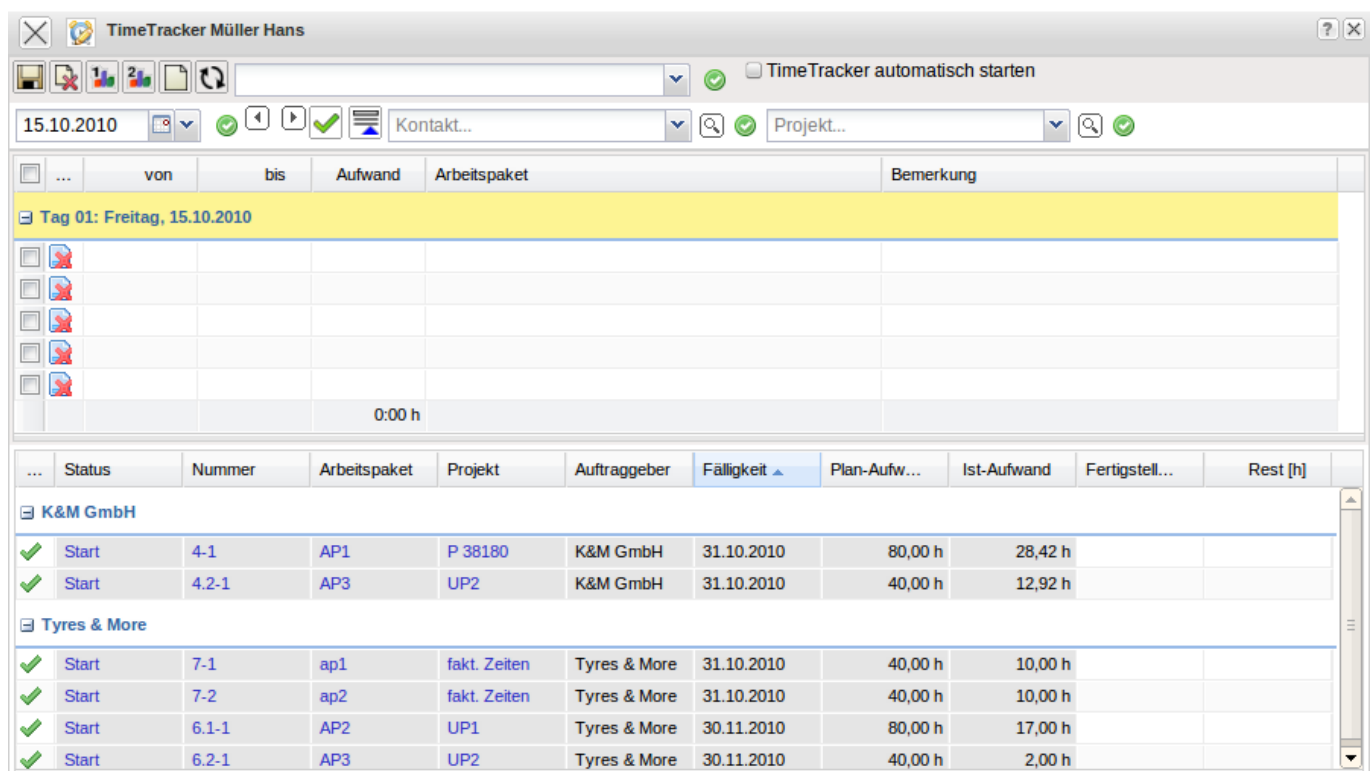 TimeTracker Müller Hans
TimeTracker automatisch starten
15.10.2010 Kontakt... Projekt...
... von bis Aufwand Arbeitspaket Bemerkung
Tag 01: Freitag, 15.10.2010
0:00 h
... Status Nummer Arbeitspaket Projekt Auftraggeber Fälligkeit Plan-Aufw... Ist-Aufwand Fertigstell... Rest [h]
K&M GmbH
Start 4-1 AP1 P 38180 K&M GmbH 31.10.2010 80,00 h 28,42 h
Start 4.2-1 AP3 UP2 K&M GmbH 31.10.2010 40,00 h 12,92 h
Tyres & More
Start 7-1 ap1 fakt. Zeiten Tyres & More 31.10.2010 40,00 h 10,00 h
Start 7-2 ap2 fakt. Zeiten Tyres & More 31.10.2010 40,00 h 10,00 h
Start 6.1-1 AP2 UP1 Tyres & More 30.11.2010 80,00 h 17,00 h
Start 6.2-1 AP3 UP2 Tyres & More 30.11.2010 40,00 h 2,00 h